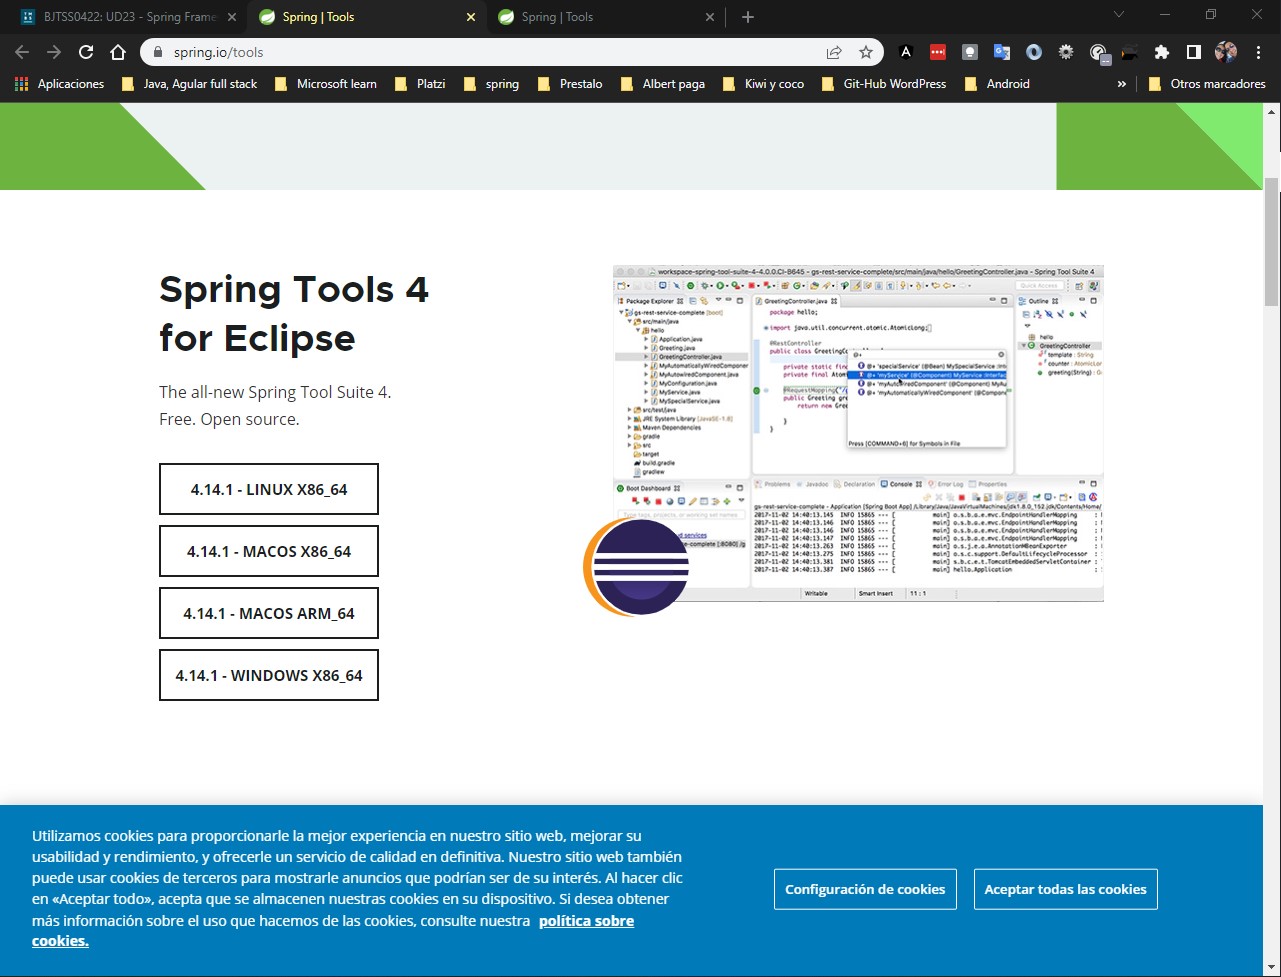 BJTSS0422: UD23 - Spring Frame
Spring | Tools
Spring | Tools
spring.io/tools
Aplicaciones
Java, Agular full stack
Microsoft learn
Platzi
spring
Prestalo
Albert paga
Kiwi y coco
Git-Hub WordPress
Android
»
Otros marcadores
Spring Tools 4
for Eclipse
The all-new Spring Tool Suite 4.
Free. Open source.
4.14.1 - LINUX X86_64
4.14.1 - MACOS X86_64
4.14.1 - MACOS ARM_64
4.14.1 - WINDOWS X86_64
workspace-spring-tool-suite-4-4.0.0.CI-8645 - gs-rest-service-complete/src/main/java/hello/GreetingController.java - Spring Tool Suite 4
Quick Access
Package Explorer
gs-rest-service-complete [boot]
src/main/java
hello
Application.java
Greeting.java
GreetingController.java
MyAutomaticallyWiredComponen
MyAutowiredComponent.java
MyConfiguration.java
MyService.java
MySpecialService.java
src/test/java
JRE System Library [JavaSE-1.8]
Maven Dependencies
gradle
src
target
build.gradle
gradlew
GreetingController.java
package hello;
import java.util.concurrent.atomic.AtomicLong;
@RestController
public class GreetingC
private static fin
private final Atom
@RequestMapping("/g
public Greeting gre
return new Gree
}
}
@+
@+ 'specialService' (@Bean) MySpecialService
@+ 'myService' (@Component) MyService
@+ 'myAutowiredComponent' (@Component)
@+ 'myAutomaticallyWiredComponent' (@Compon
Press [COMMAND+6] for Symbols in File
Outline
hello
GreetingController
template : String
counter : AtomicLor
greeting(String) : G
Boot Dashboard
Type tags, projects, or working set names
Problems
Javadoc
Declaration
Console
Error Log
Properties
gs-rest-service-complete - Application [Spring Boot App]
2017-11-02 14:40:13.145 INFO 15865 --- [ main] o.s.b.a.e.mvc.EndpointHandlerMapping :
2017-11-02 14:40:13.146 INFO 15865 --- [ main] o.s.b.a.e.mvc.EndpointHandlerMapping :
2017-11-02 14:40:13.146 INFO 15865 --- [ main] o.s.b.a.e.mvc.EndpointHandlerMapping :
2017-11-02 14:40:13.147 INFO 15865 --- [ main] o.s.b.a.e.mvc.EndpointHandlerMapping :
2017-11-02 14:40:13.263 INFO 15865 --- [ main] o.s.j.e.a.AnnotationMBeanExporter :
2017-11-02 14:40:13.275 INFO 15865 --- [ main] o.s.c.support.DefaultLifecycleProcessor :
2017-11-02 14:40:13.381 INFO 15865 --- [ main] s.b.c.e.t.TomcatEmbeddedServletContainer :
2017-11-02 14:40:13.387 INFO 15865 --- [ main] hello.Application :
Writable
Smart Insert
11 : 1
Utilizamos cookies para proporcionarle la mejor experiencia en nuestro sitio web, mejorar su
usabilidad y rendimiento, y ofrecerle un servicio de calidad en definitiva. Nuestro sitio web también
puede usar cookies de terceros para mostrarle anuncios que podrían ser de su interés. Al hacer clic
en «Aceptar todo», acepta que se almacenen nuestras cookies en su dispositivo. Si desea obtener
más información sobre el uso que hacemos de las cookies, consulte nuestra política sobre
cookies.
Configuración de cookies
Aceptar todas las cookies